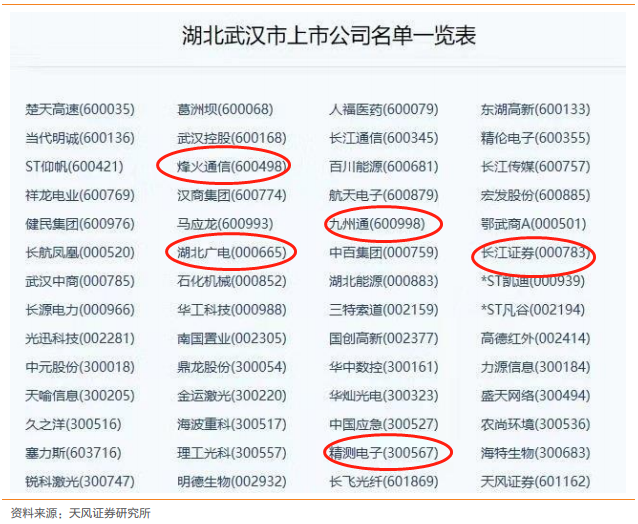 湖北武汉市上市公司名单一览表
楚天高速(600035) 葛洲坝(600068) 人福医药(600079) 东湖高新(600133)
当代明诚(600136) 武汉控股(600168) 长江通信(600345) 精伦电子(600355)
ST仰帆(600421) 烽火通信(600498) 百川能源(600681) 长江传媒(600757)
祥龙电业(600769) 汉商集团(600774) 航天电子(600879) 宏发股份(600885)
健民集团(600976) 马应龙(600993) 九州通(600998) 鄂武商A(000501)
长航凤凰(000520) 湖北广电(000665) 中百集团(000759) 长江证券(000783)
武汉中商(000785) 石化机械(000852) 湖北能源(000883) *ST凯迪(000939)
长源电力(000966) 华工科技(000988) 三特索道(002159) *ST凡谷(002194)
光迅科技(002281) 南国置业(002305) 国创高新(002377) 高德红外(002414)
中元股份(300018) 鼎龙股份(300054) 华中数控(300161) 力源信息(300184)
天喻信息(300205) 金运激光(300220) 华灿光电(300323) 盛天网络(300494)
久之洋(300516) 海波重科(300517) 中国应急(300527) 农尚环境(300536)
塞力斯(603716) 理工光科(300557) 精测电子(300567) 海特生物(300683)
锐科激光(300747) 明德生物(002932) 长飞光纤(601869) 天风证券(601162)
资料来源：天风证券研究所